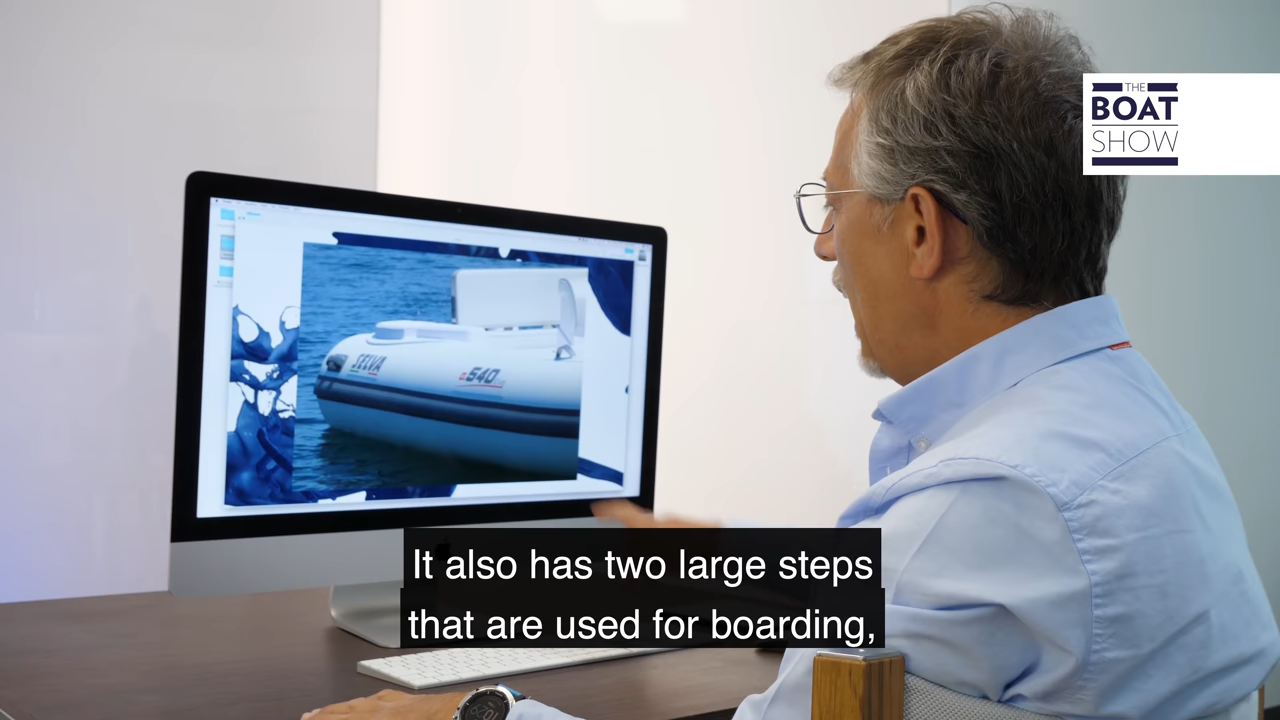 THE
BOAT
SHOW
SELVA
540
It also has two large steps
that are used for boarding,